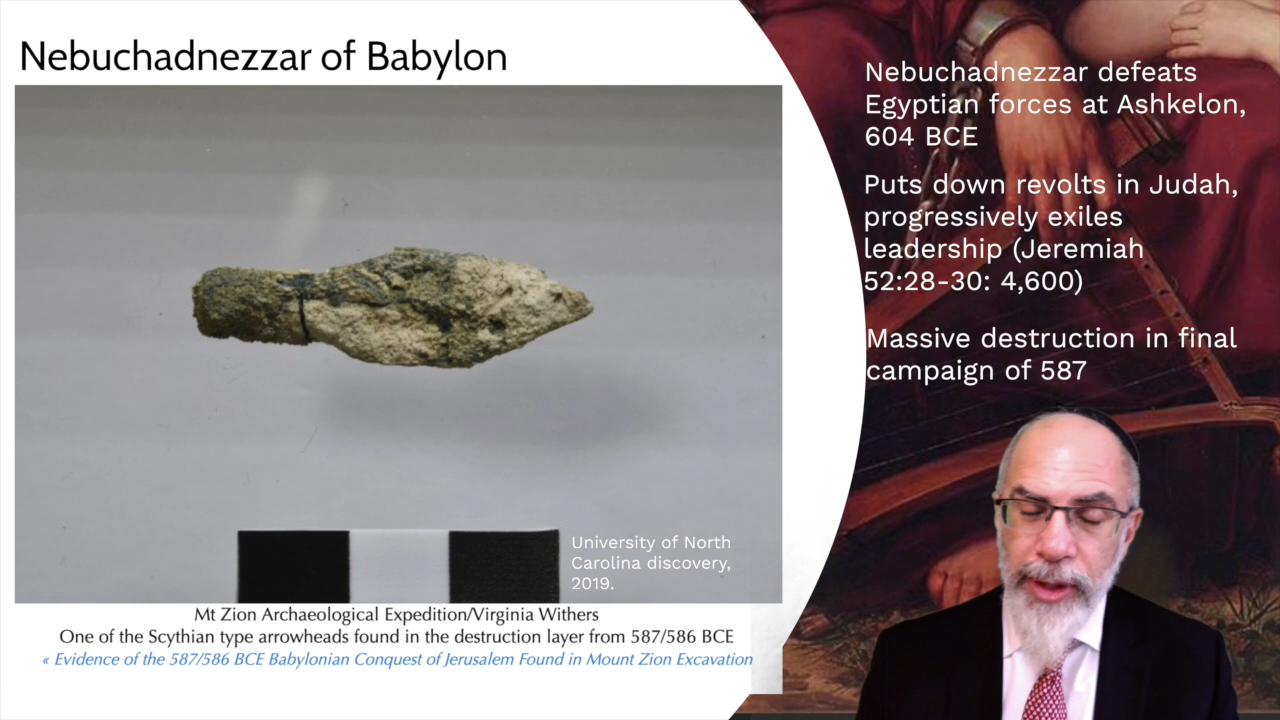 Nebuchadnezzar of Babylon
University of North
Carolina discovery,
2019.
Mt Zion Archaeological Expedition/Virginia Withers
One of the Scythian type arrowheads found in the destruction layer from 587/586 BCE
« Evidence of the 587/586 BCE Babylonian Conquest of Jerusalem Found in Mount Zion Excavation
Nebuchadnezzar defeats
Egyptian forces at Ashkelon,
604 BCE
Puts down revolts in Judah,
progressively exiles
leadership (Jeremiah
52:28-30: 4,600)
Massive destruction in final
campaign of 587